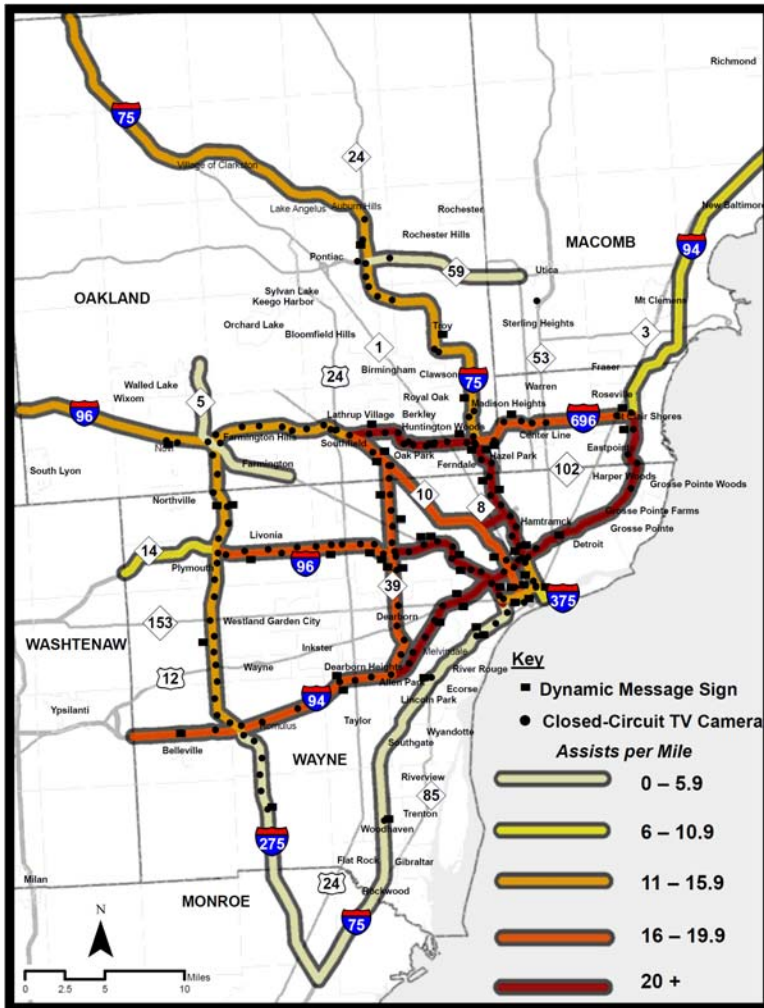 Richmond
75
24
Village of Clarkston
Lake Angelus
Auburn Hills
Rochester
New Baltimore
Rochester Hills
MACOMB
94
Pontiac
59
Utica
OAKLAND
Sylvan Lake
Keego Harbor
Mt Clemens
Orchard Lake
Bloomfield Hills
Troy
Sterling Heights
3
1
53
24
Birmingham
Clawson
Fraser
Walled Lake
Wixom
5
75
Warren
Royal Oak
Madison Heights
Roseville
96
Lathrup Village
Berkley
696
St Clair Shores
Farmington Hills
Huntington Woods
Center Line
Novi
Southfield
Oak Park
Hazel Park
Eastpointe
South Lyon
Farmington
Ferndale
102
Harper Woods
Grosse Pointe Woods
10
Northville
8
Grosse Pointe Farms
Hamtramck
Grosse Pointe
Livonia
Detroit
14
Plymouth
96
39
375
153
Westland
Garden City
Dearborn
WASHTENAW
Inkster
Melvindale
12
Wayne
Dearborn Heights
Allen Park
River Rouge
Ecorse
Lincoln Park
Ypsilanti
94
Taylor
Romulus
Wyandotte
Belleville
WAYNE
Southgate
Riverview
85
Trenton
Woodhaven
275
Flat Rock
Gibraltar
Milan
24
Rockwood
MONROE
75
N
Miles
0 2.5 5 10
Key
Dynamic Message Sign
Closed-Circuit TV Camera
Assists per Mile
0 – 5.9
6 – 10.9
11 – 15.9
16 – 19.9
20 +